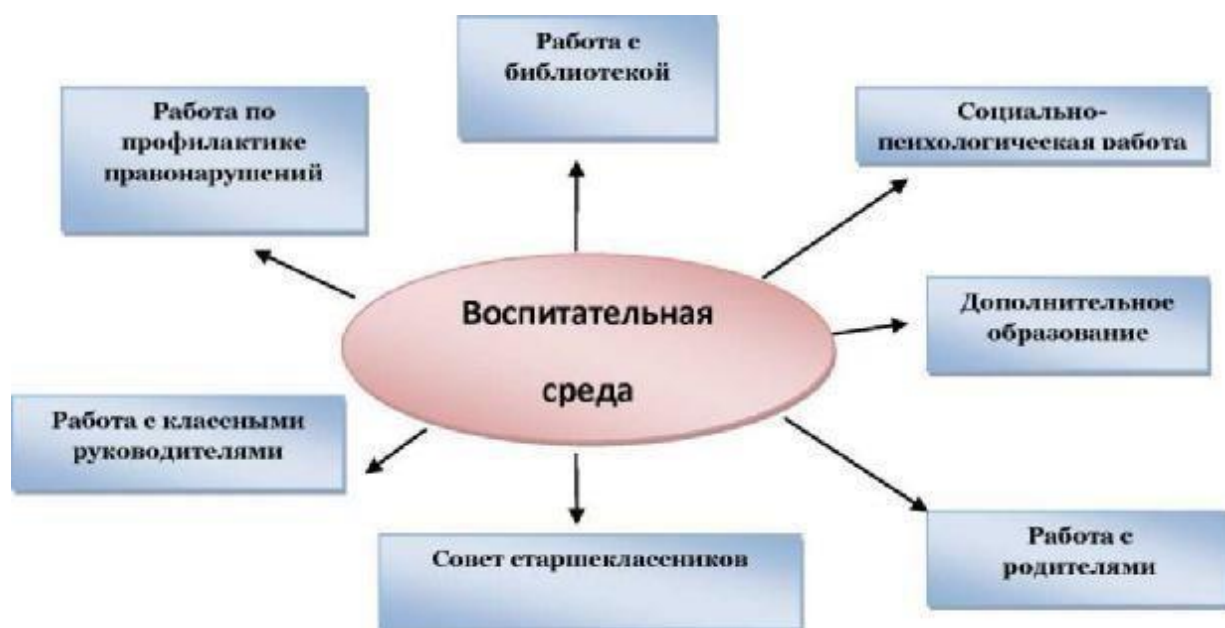 Работа с
библиотекой
Работа по
профилактике
правонарушений
Социально-
психологическая работа
Воспитательная
среда
Дополнительное
образование
Работа с классными
руководителями
Совет старшеклассников
Работа с
родителями